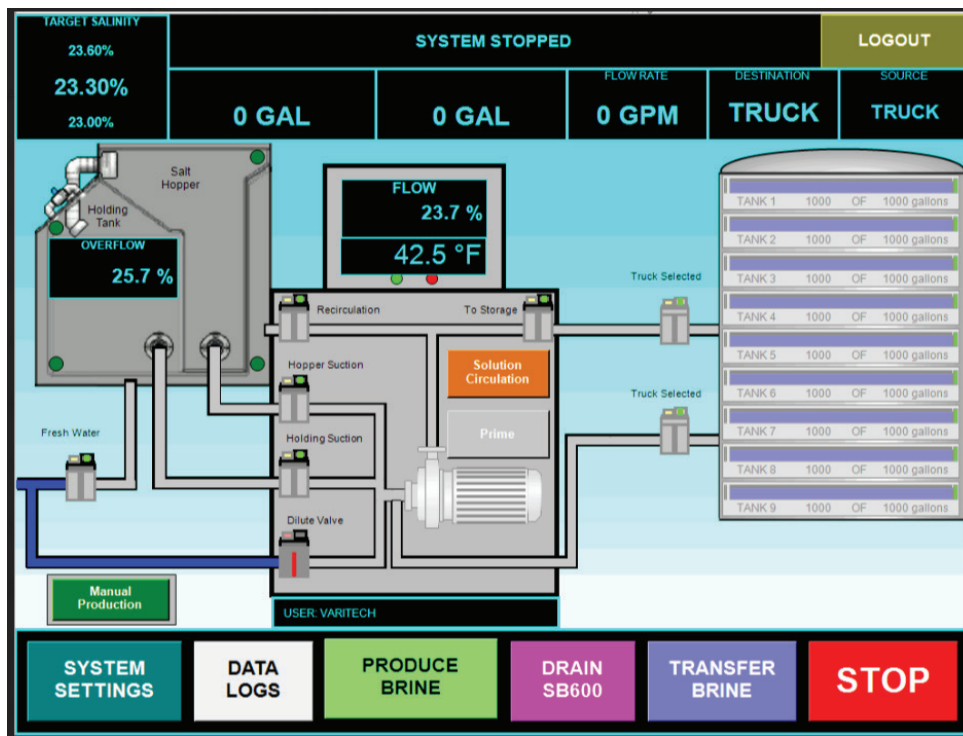 TARGET SALINITY
23.60%
23.30%
23.00%
SYSTEM STOPPED
LOGOUT
0 GAL
0 GAL
FLOW RATE
0 GPM
DESTINATION
TRUCK
SOURCE
TRUCK
Salt
Hopper
Holding
Tank
OVERFLOW
25.7 %
FLOW
23.7 %
42.5 °F
Recirculation
To Storage
Truck Selected
Hopper Suction
Solution
Circulation
Truck Selected
Fresh Water
Holding Suction
Prime
Dilute Valve
TANK 1 1000 OF 1000 gallons
TANK 2 1000 OF 1000 gallons
TANK 3 1000 OF 1000 gallons
TANK 4 1000 OF 1000 gallons
TANK 5 1000 OF 1000 gallons
TANK 6 1000 OF 1000 gallons
TANK 7 1000 OF 1000 gallons
TANK 8 1000 OF 1000 gallons
TANK 9 1000 OF 1000 gallons
Manual
Production
USER: VARITECH
SYSTEM
SETTINGS
DATA
LOGS
PRODUCE
BRINE
DRAIN
SB600
TRANSFER
BRINE
STOP